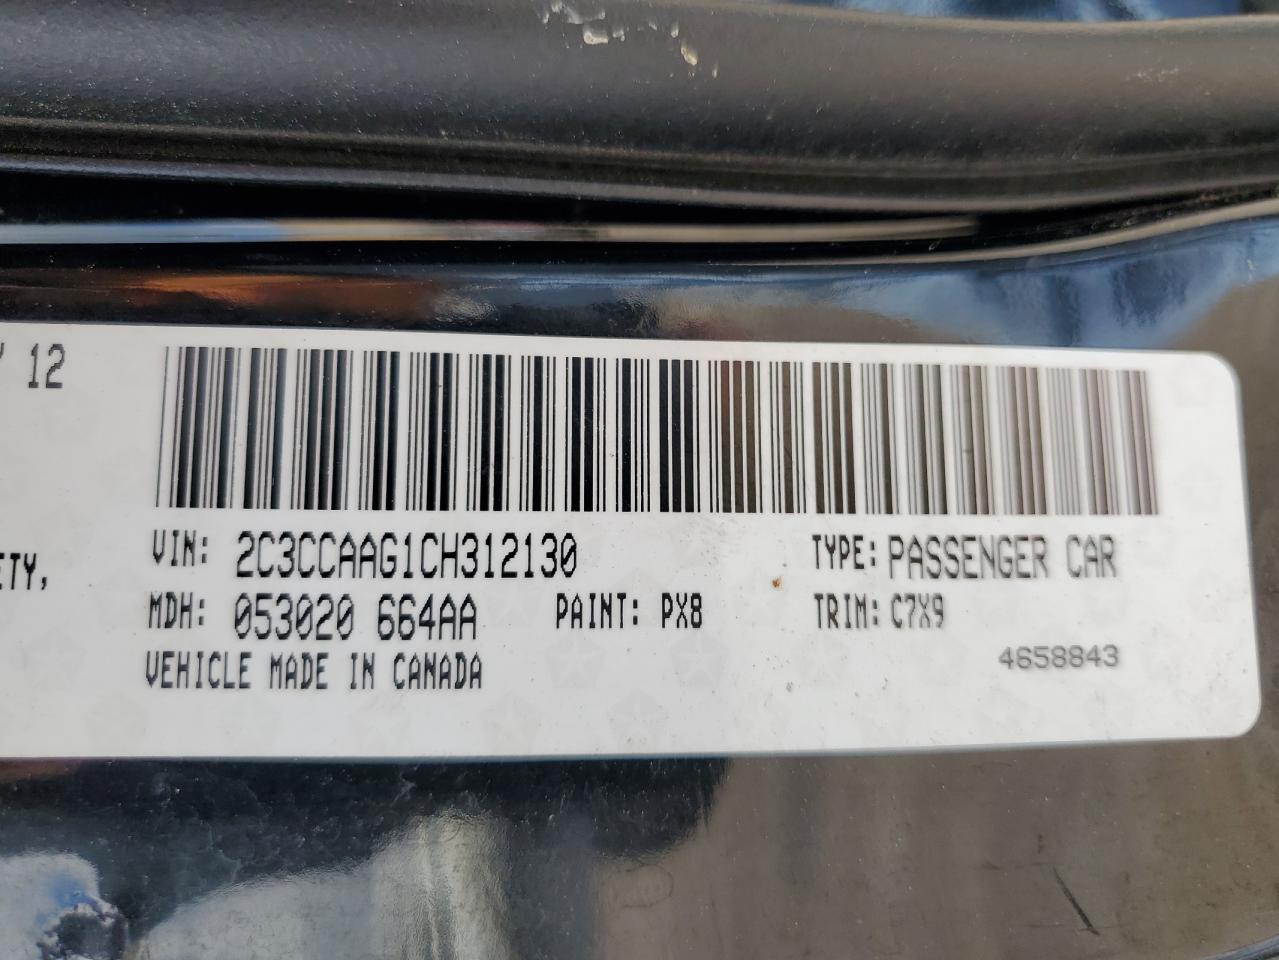 12
VIN: 2C3CCAAG1CH312130 TYPE: PASSENGER CAR
ETY,
MDH: 053020 664AA PAINT: PX8 TRIM: C7X9
VEHICLE MADE IN CANADA 4658843